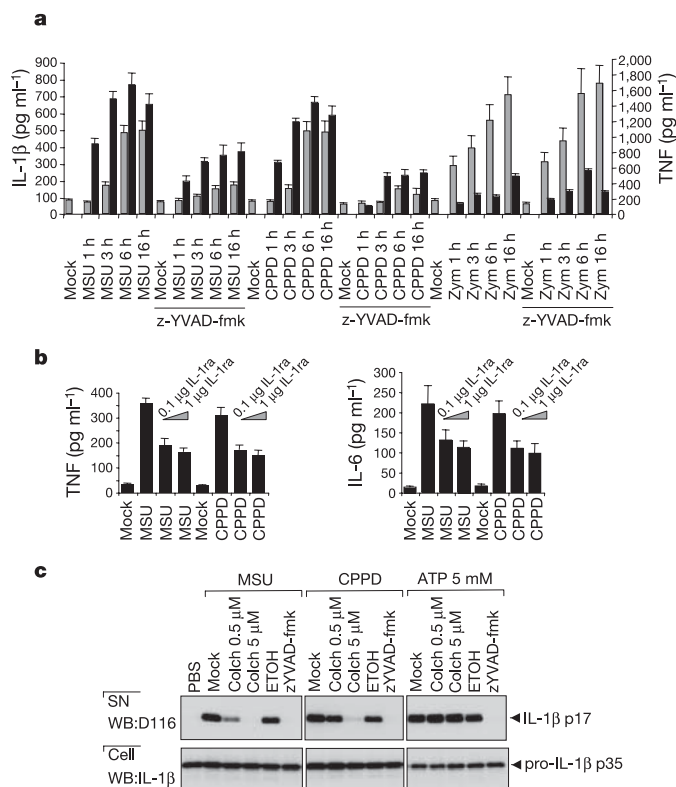 a
IL-1β (pg ml⁻¹)
900
800
700
600
500
400
300
200
100
0
2,000
1,800
1,600
1,400
1,200
1,000
800
600
400
200
0
TNF (pg ml⁻¹)
Mock
MSU 1 h
MSU 3 h
MSU 6 h
MSU 16 h
Mock
MSU 1 h
MSU 3 h
MSU 6 h
MSU 16 h
Mock
CPPD 1 h
CPPD 3 h
CPPD 6 h
CPPD 16 h
Mock
CPPD 1 h
CPPD 3 h
CPPD 6 h
CPPD 16 h
Mock
Zym 1 h
Zym 3 h
Zym 6 h
Zym 16 h
Mock
Zym 1 h
Zym 3 h
Zym 6 h
Zym 16 h
z-YVAD-fmk
z-YVAD-fmk
z-YVAD-fmk
b
TNF (pg ml⁻¹)
400
300
200
100
0
0.1 µg IL-1ra
1 µg IL-1ra
0.1 µg IL-1ra
1 µg IL-1ra
Mock
MSU
MSU
MSU
Mock
CPPD
CPPD
CPPD
IL-6 (pg ml⁻¹)
300
250
200
150
100
50
0
0.1 µg IL-1ra
1 µg IL-1ra
0.1 µg IL-1ra
1 µg IL-1ra
Mock
MSU
MSU
MSU
Mock
CPPD
CPPD
CPPD
c
MSU
CPPD
ATP 5 mM
PBS
Mock
Colch 0.5 µM
Colch 5 µM
ETOH
zYVAD-fmk
Mock
Colch 0.5 µM
Colch 5 µM
ETOH
zYVAD-fmk
Mock
Colch 0.5 µM
Colch 5 µM
ETOH
zYVAD-fmk
SN
WB:D116
IL-1β p17
Cell
WB:IL-1β
pro-IL-1β p35